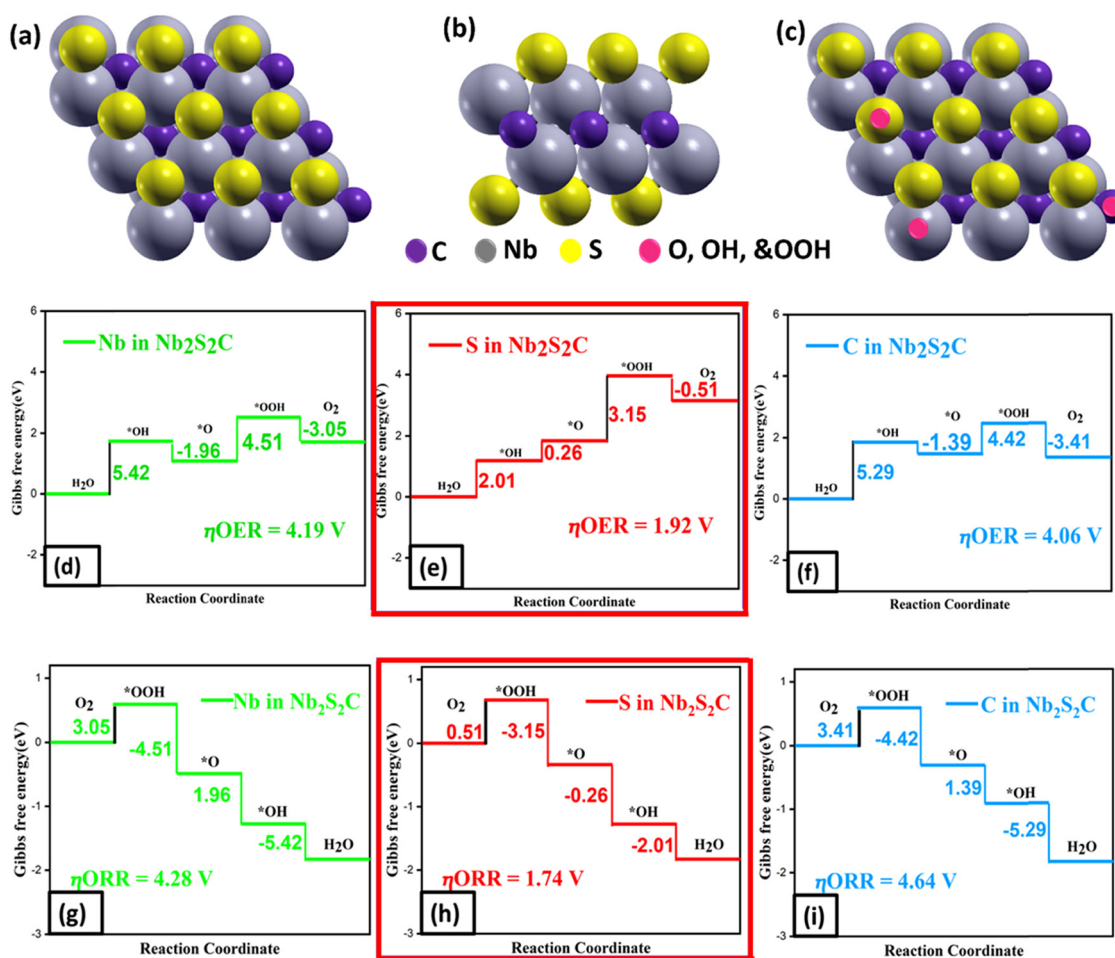 (a)
(b)
(c)
C Nb S O, OH, &OOH
Gibbs free energy(eV)
6
4
2
0
-2
Nb in Nb2S2C
H₂O
5.42
*OH
-1.96
*O
*OOH
4.51
O₂
-3.05
ηOER = 4.19 V
(d)
Reaction Coordinate
Gibbs free energy(eV)
6
4
2
0
-2
S in Nb2S2C
H₂O
2.01
*OH
0.26
*O
3.15
*OOH
O₂
-0.51
ηOER = 1.92 V
(e)
Reaction Coordinate
Gibbs free energy(eV)
6
4
2
0
-2
C in Nb2S2C
H₂O
5.29
*OH
*O
-1.39
*OOH
4.42
O₂
-3.41
ηOER = 4.06 V
(f)
Reaction Coordinate
Gibbs free energy(eV)
1
0
-1
-2
-3
Nb in Nb₂S₂C
O₂
3.05
*OOH
-4.51
*O
1.96
*OH
-5.42
H₂O
ηORR = 4.28 V
(g)
Reaction Coordinate
Gibbs free energy(eV)
1
0
-1
-2
-3
S in Nb₂S₂C
O₂
0.51
*OOH
-3.15
*O
-0.26
*OH
-2.01
H₂O
ηORR = 1.74 V
(h)
Reaction Coordinate
Gibbs free energy(eV)
1
0
-1
-2
-3
C in Nb₂S₂C
O₂
3.41
*OOH
-4.42
*O
1.39
*OH
-5.29
H₂O
ηORR = 4.64 V
(i)
Reaction Coordinate